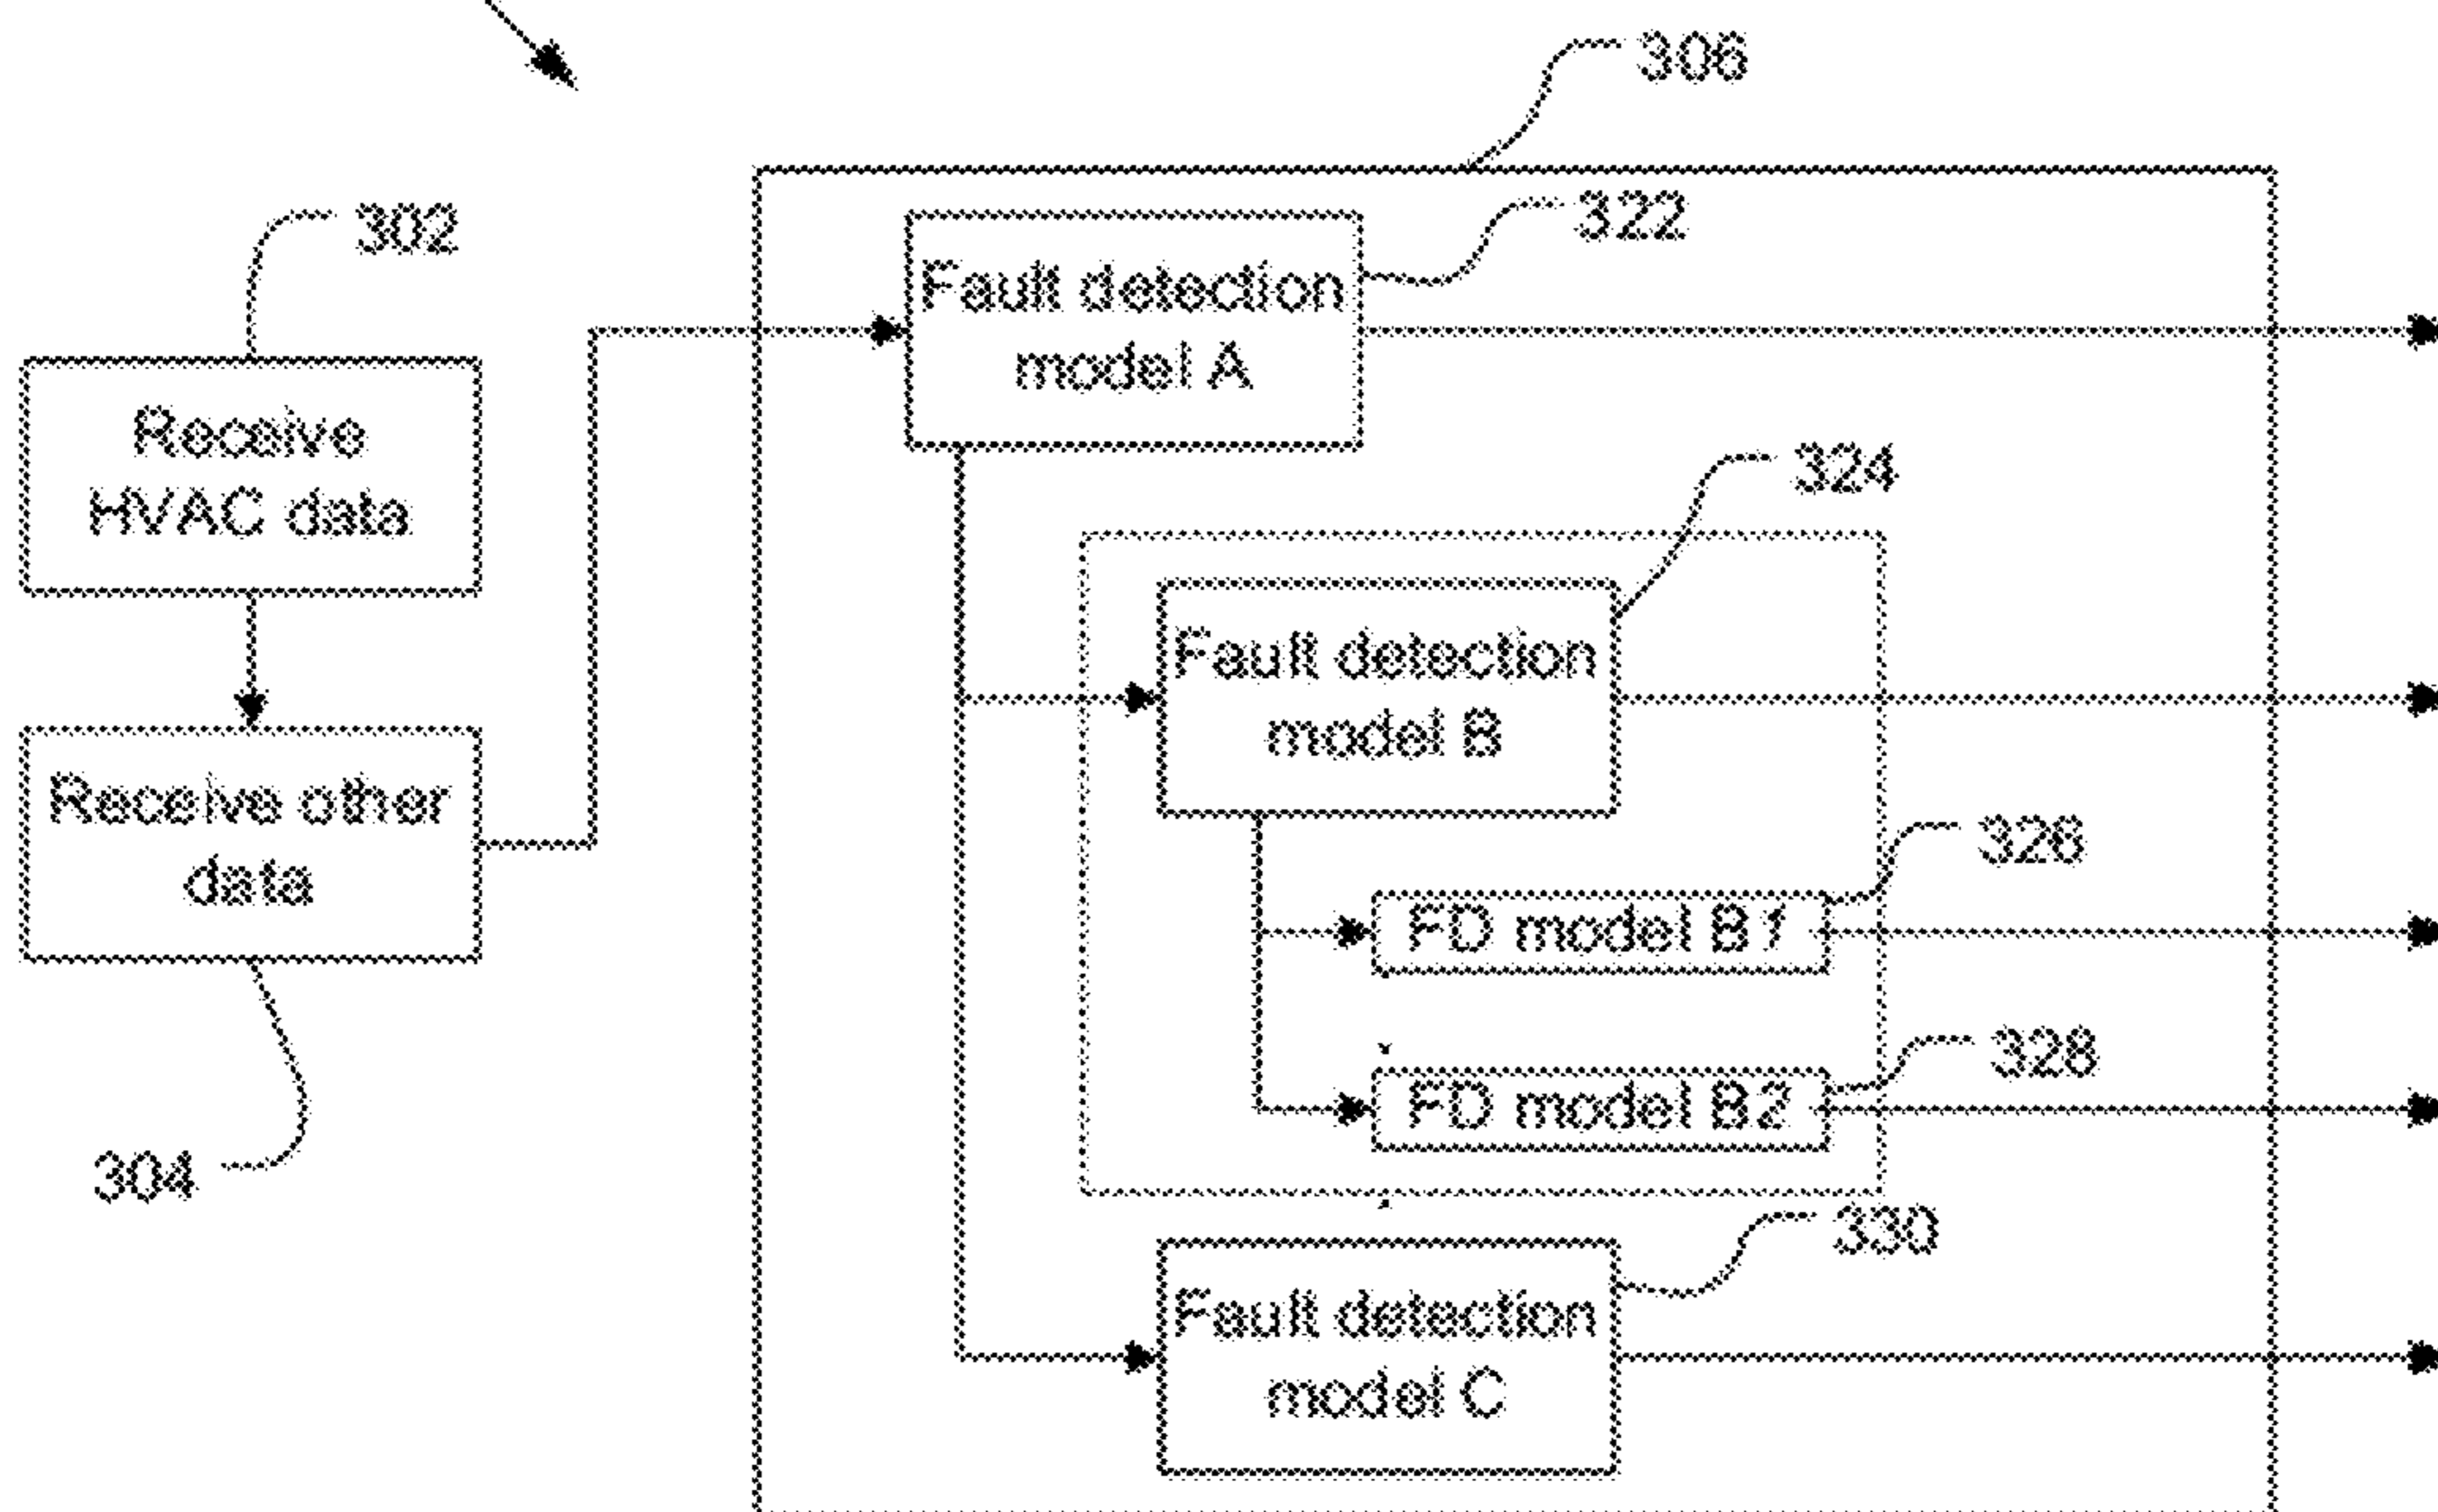 306
322
302
Fault detection
model A
Receive
HVAC data
324
Fault detection
model B
Receive other
data
326
FD model B1
328
FD model B2
304
330
Fault detection
model C